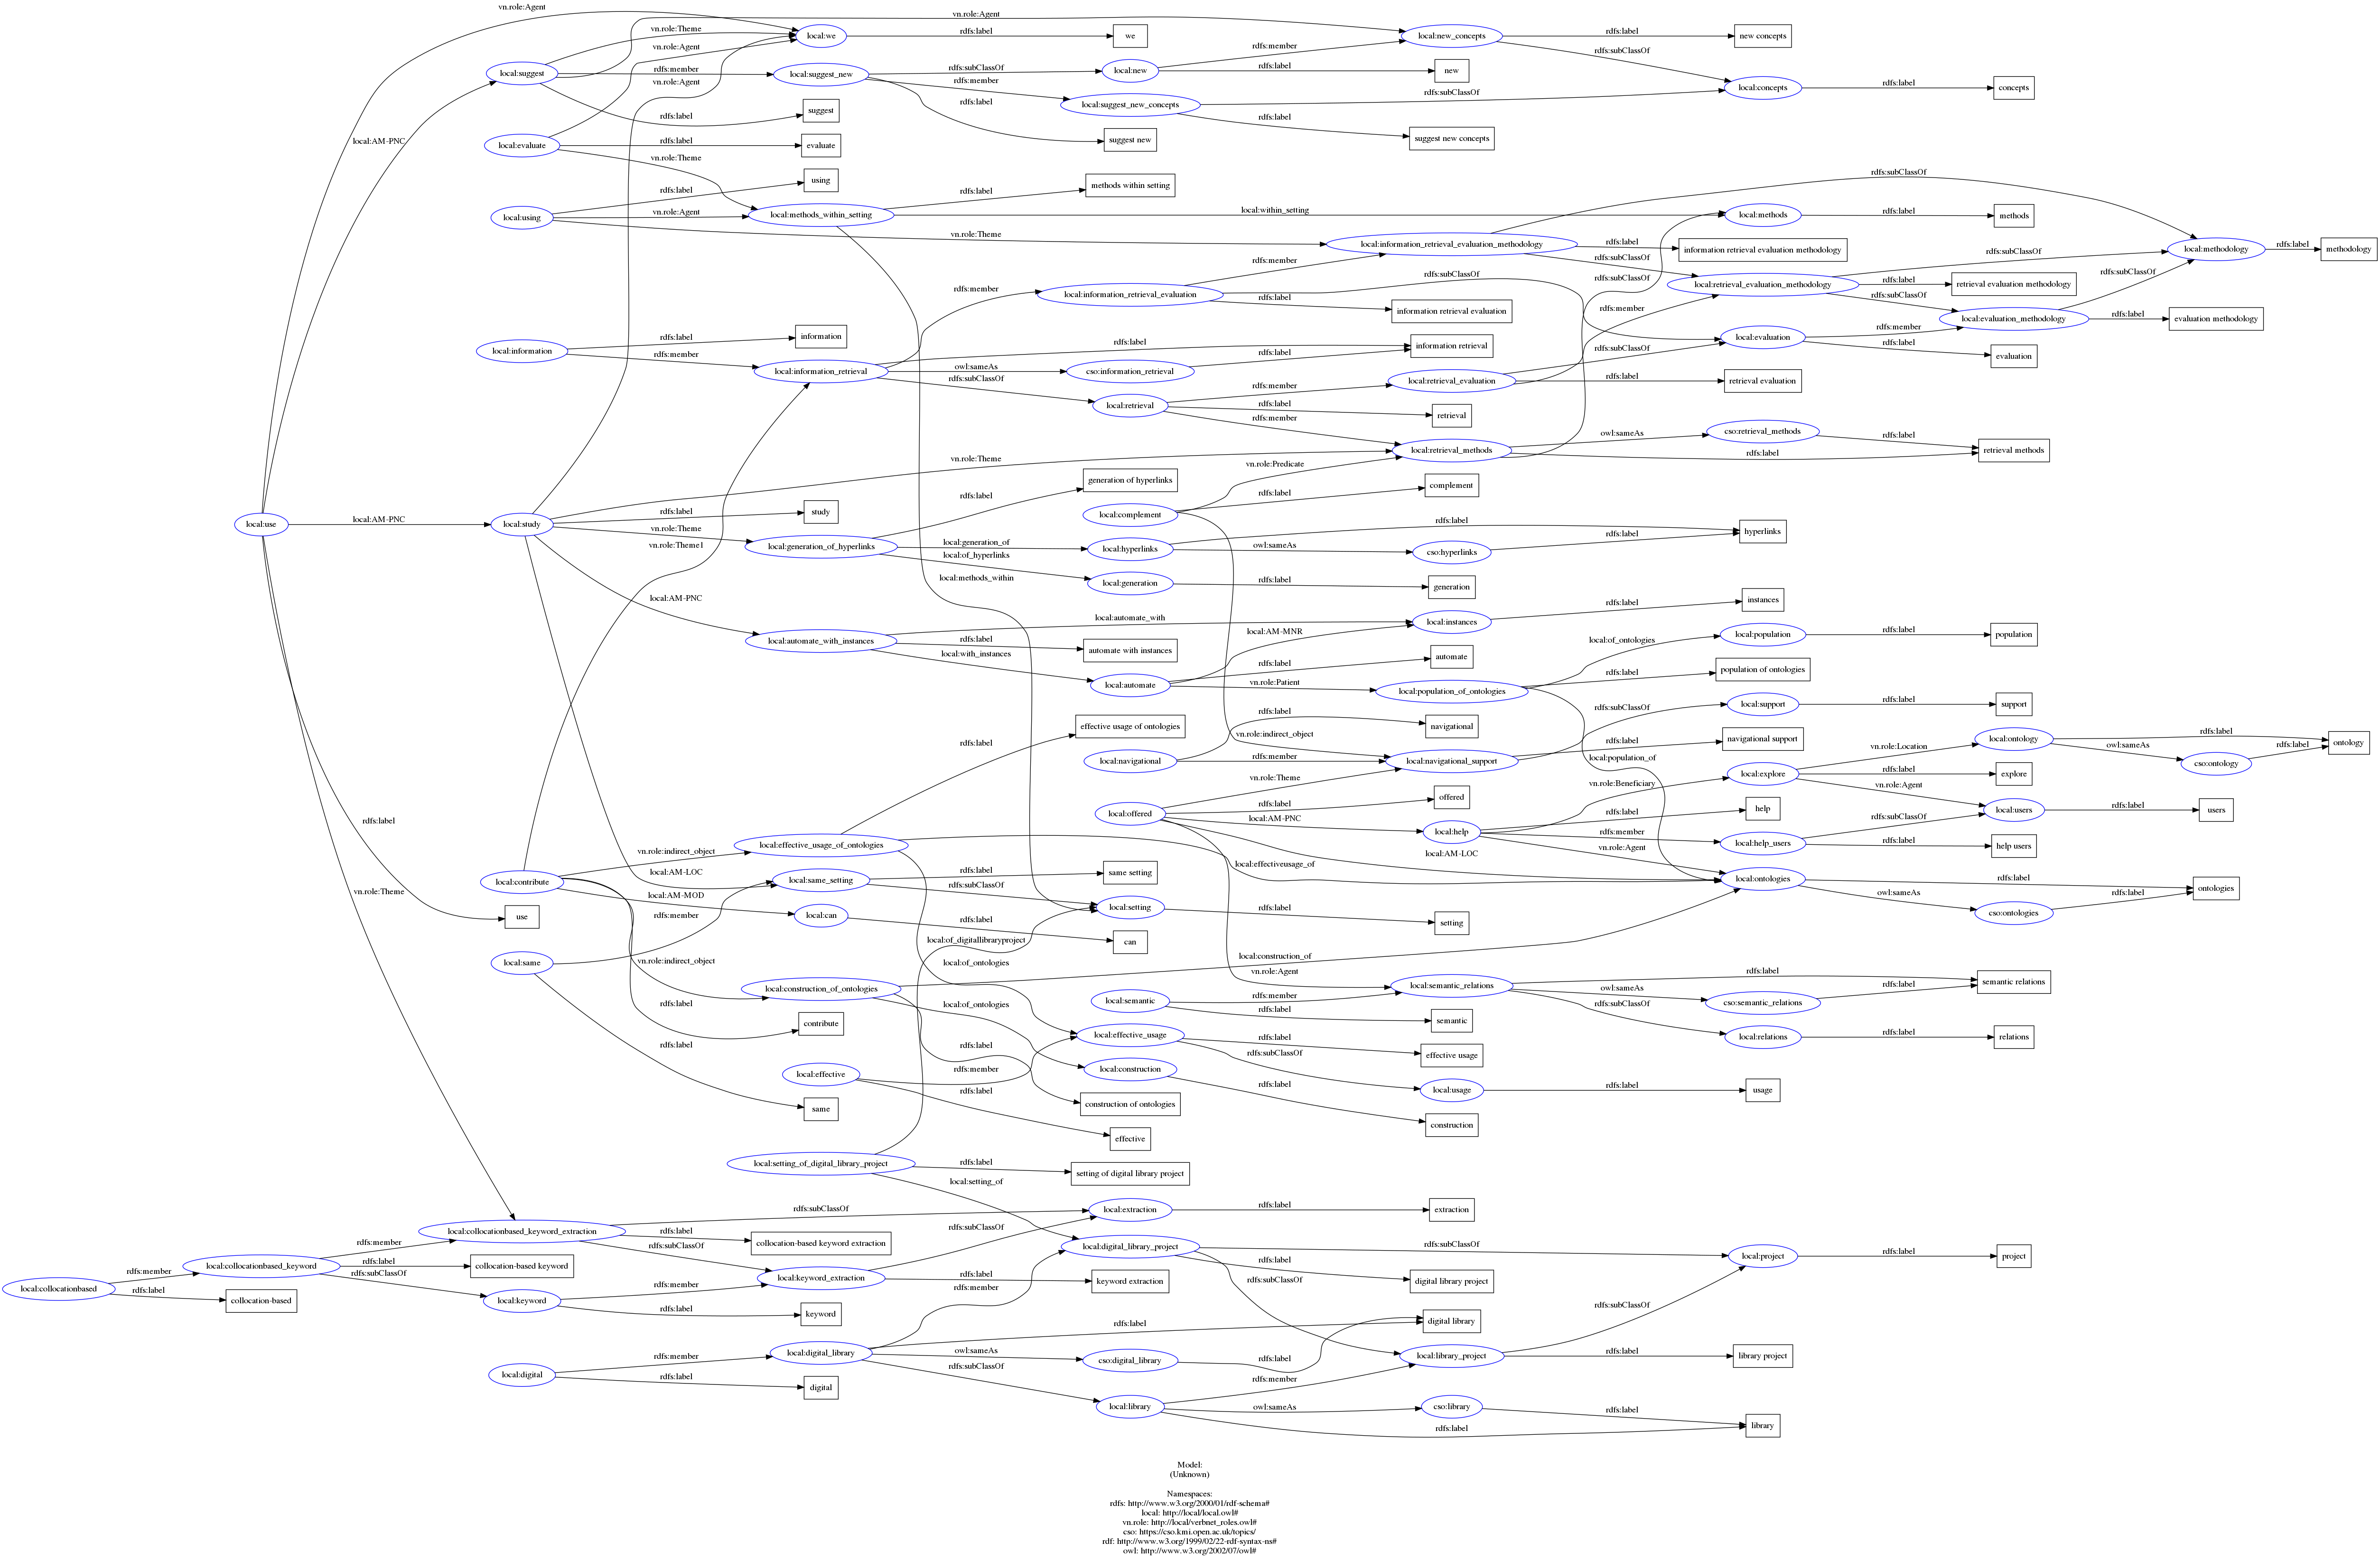 vn.role:Agent
vn.role:Agent
vn.role:Theme
local:we
rdfs:label
we
local:new_concepts
rdfs:label
new concepts
vn.role:Agent
rdfs:member
rdfs:subClassOf
local:suggest
rdfs:member
local:suggest_new
rdfs:subClassOf
local:new
rdfs:label
new
vn.role:Agent
rdfs:member
local:concepts
rdfs:label
concepts
rdfs:label
local:suggest_new_concepts
rdfs:subClassOf
suggest
rdfs:label
rdfs:label
local:AM-PNC
suggest new
suggest new concepts
local:evaluate
rdfs:label
evaluate
vn.role:Theme
rdfs:subClassOf
using
rdfs:label
rdfs:label
methods within setting
local:using
vn.role:Agent
local:methods_within_setting
local:within_setting
local:methods
rdfs:label
methods
vn.role:Theme
local:information_retrieval_evaluation_methodology
rdfs:label
information retrieval evaluation methodology
rdfs:subClassOf
local:methodology
rdfs:label
methodology
rdfs:member
rdfs:subClassOf
rdfs:subClassOf
rdfs:subClassOf
rdfs:subClassOf
rdfs:member
local:information_retrieval_evaluation
local:retrieval_evaluation_methodology
rdfs:label
retrieval evaluation methodology
rdfs:subClassOf
rdfs:label
information retrieval evaluation
rdfs:member
local:evaluation_methodology
rdfs:label
evaluation methodology
local:information
rdfs:label
information
rdfs:label
information retrieval
local:evaluation
rdfs:member
rdfs:label
evaluation
rdfs:member
local:information_retrieval
owl:sameAs
cso:information_retrieval
rdfs:label
rdfs:subClassOf
rdfs:subClassOf
local:retrieval
rdfs:member
local:retrieval_evaluation
rdfs:label
retrieval evaluation
rdfs:label
retrieval
rdfs:member
owl:sameAs
cso:retrieval_methods
rdfs:label
vn.role:Theme
local:retrieval_methods
rdfs:label
retrieval methods
vn.role:Predicate
generation of hyperlinks
rdfs:label
rdfs:label
complement
local:use
local:AM-PNC
local:study
rdfs:label
study
local:complement
vn.role:Theme
vn.role:Theme1
local:generation_of_hyperlinks
local:generation_of
local:hyperlinks
rdfs:label
hyperlinks
local:of_hyperlinks
owl:sameAs
cso:hyperlinks
rdfs:label
local:methods_within
local:generation
rdfs:label
generation
local:AM-PNC
local:automate_with
local:instances
rdfs:label
instances
local:automate_with_instances
rdfs:label
automate with instances
local:AM-MNR
local:of_ontologies
local:population
rdfs:label
population
local:with_instances
rdfs:label
automate
local:automate
vn.role:Patient
local:population_of_ontologies
rdfs:label
population of ontologies
rdfs:subClassOf
local:support
rdfs:label
support
effective usage of ontologies
rdfs:label
rdfs:label
navigational
vn.role:indirect_object
rdfs:label
navigational support
local:navigational
rdfs:member
local:navigational_support
local:population_of
vn.role:Location
local:ontology
rdfs:label
ontology
owl:sameAs
cso:ontology
rdfs:label
vn.role:Theme
vn.role:Beneficiary
local:explore
rdfs:label
explore
vn.role:Agent
local:offered
rdfs:label
offered
rdfs:label
help
local:users
rdfs:label
users
local:AM-PNC
local:help
rdfs:member
local:help_users
rdfs:subClassOf
rdfs:label
help users
rdfs:label
local:effective_usage_of_ontologies
vn.role:indirect_object
local:AM-LOC
vn.role:Agent
local:effectiveusage_of
local:AM-LOC
local:same_setting
rdfs:label
same setting
local:ontologies
rdfs:label
ontologies
local:contribute
vn.role:Theme
rdfs:subClassOf
owl:sameAs
rdfs:label
local:AM-MOD
local:can
local:setting
rdfs:label
setting
cso:ontologies
use
rdfs:member
rdfs:label
can
local:of_digitallibraryproject
local:same
vn.role:indirect_object
local:of_ontologies
local:construction_of
vn.role:Agent
local:construction_of_ontologies
local:semantic_relations
rdfs:label
semantic relations
rdfs:label
local:of_ontologies
local:semantic
rdfs:member
owl:sameAs
cso:semantic_relations
rdfs:label
rdfs:label
semantic
rdfs:subClassOf
contribute
local:effective_usage
rdfs:label
local:relations
rdfs:label
relations
rdfs:label
rdfs:label
effective usage
rdfs:subClassOf
local:effective
rdfs:member
local:construction
rdfs:label
local:usage
rdfs:label
usage
rdfs:label
same
construction of ontologies
construction
effective
local:setting_of_digital_library_project
rdfs:label
setting of digital library project
local:setting_of
rdfs:subClassOf
local:extraction
rdfs:label
extraction
local:collocationbased_keyword_extraction
rdfs:label
collocation-based keyword extraction
rdfs:subClassOf
rdfs:member
rdfs:subClassOf
local:digital_library_project
rdfs:subClassOf
local:project
rdfs:label
project
local:collocationbased_keyword
rdfs:label
collocation-based keyword
rdfs:label
digital library project
rdfs:member
rdfs:subClassOf
rdfs:member
local:keyword_extraction
rdfs:label
keyword extraction
rdfs:subClassOf
local:collocationbased
rdfs:label
collocation-based
local:keyword
rdfs:label
keyword
rdfs:member
rdfs:subClassOf
rdfs:label
digital library
local:digital_library
owl:sameAs
cso:digital_library
rdfs:label
local:library_project
rdfs:label
library project
rdfs:member
rdfs:subClassOf
local:digital
rdfs:label
digital
rdfs:member
local:library
owl:sameAs
cso:library
rdfs:label
library
rdfs:label
Model:
(Unknown)
Namespaces:
rdfs: http://www.w3.org/2000/01/rdf-schema#
local: http://local/local.owl#
vn.role: http://local/verbnet_roles.owl#
cso: https://cso.kmi.open.ac.uk/topics/
rdf: http://www.w3.org/1999/02/22-rdf-syntax-ns#
owl: http://www.w3.org/2002/07/owl#